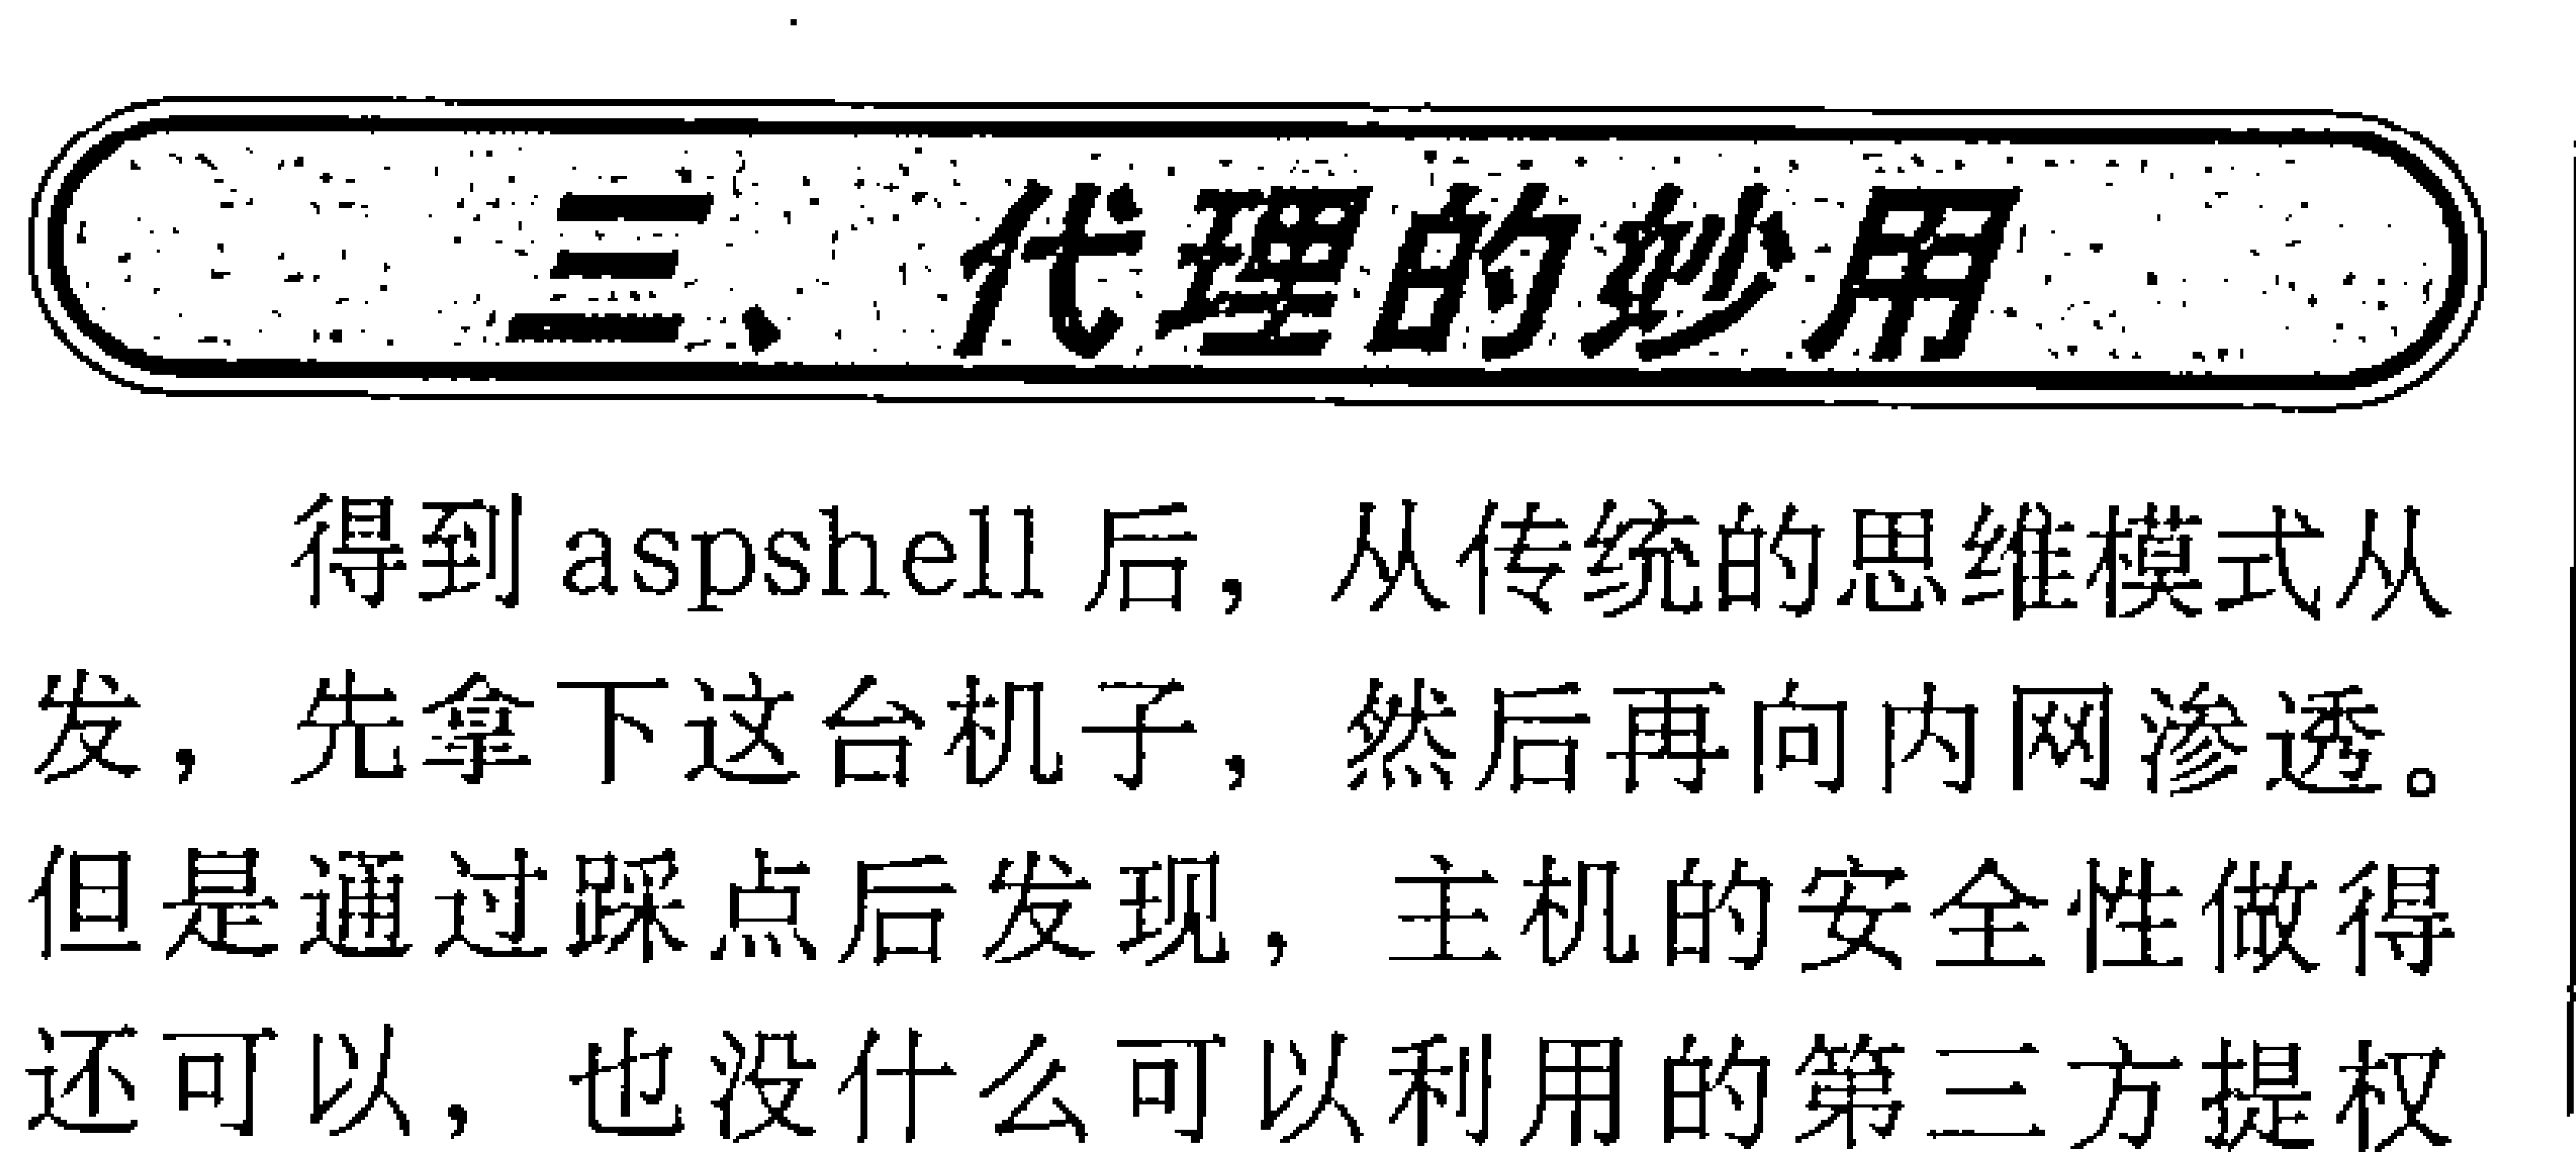 三、代理的妙用
得到aspshell后，从传统的思维模式从
发，先拿下这台机子，然后再向内网渗透。
但是通过踩点后发现，主机的安全性做得
还可以，也没什么可以利用的第三方提权